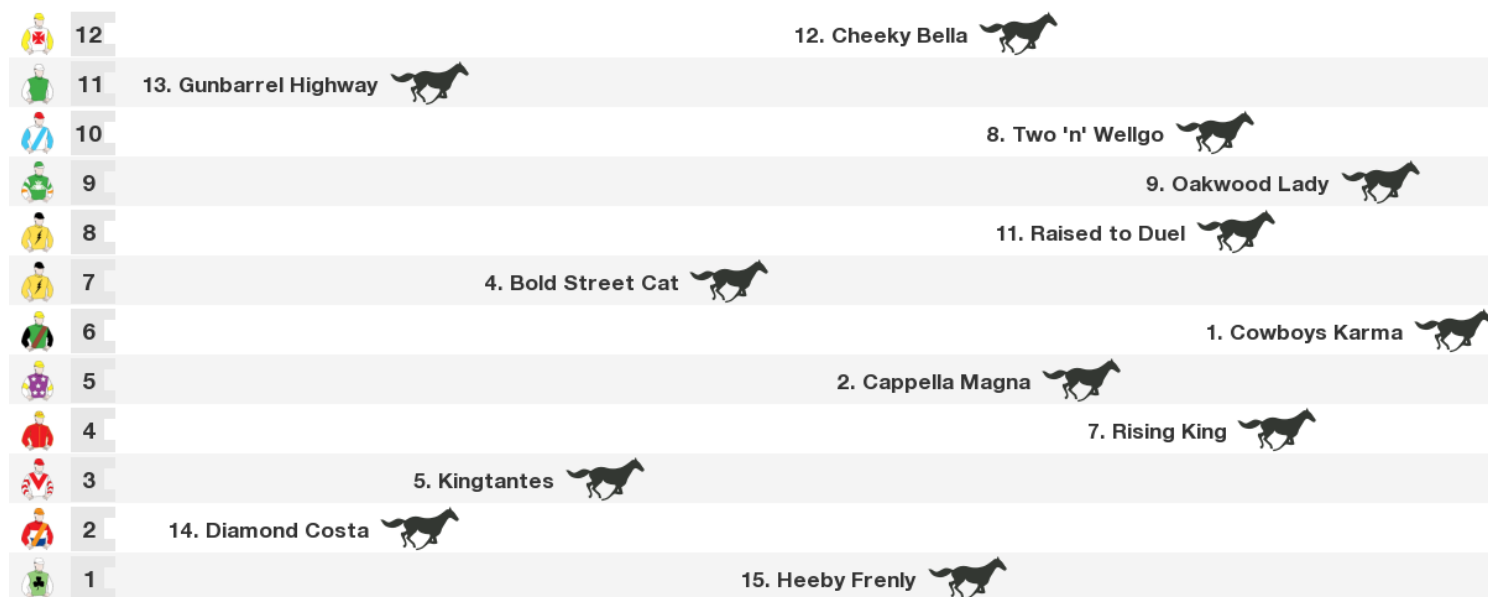 12 12. Cheeky Bella
11 13. Gunbarrel Highway
10 8. Two 'n' Wellgo
9 9. Oakwood Lady
8 11. Raised to Duel
7 4. Bold Street Cat
6 1. Cowboys Karma
5 2. Cappella Magna
4 7. Rising King
3 5. Kingtantes
2 14. Diamond Costa
1 15. Heeby Frenly